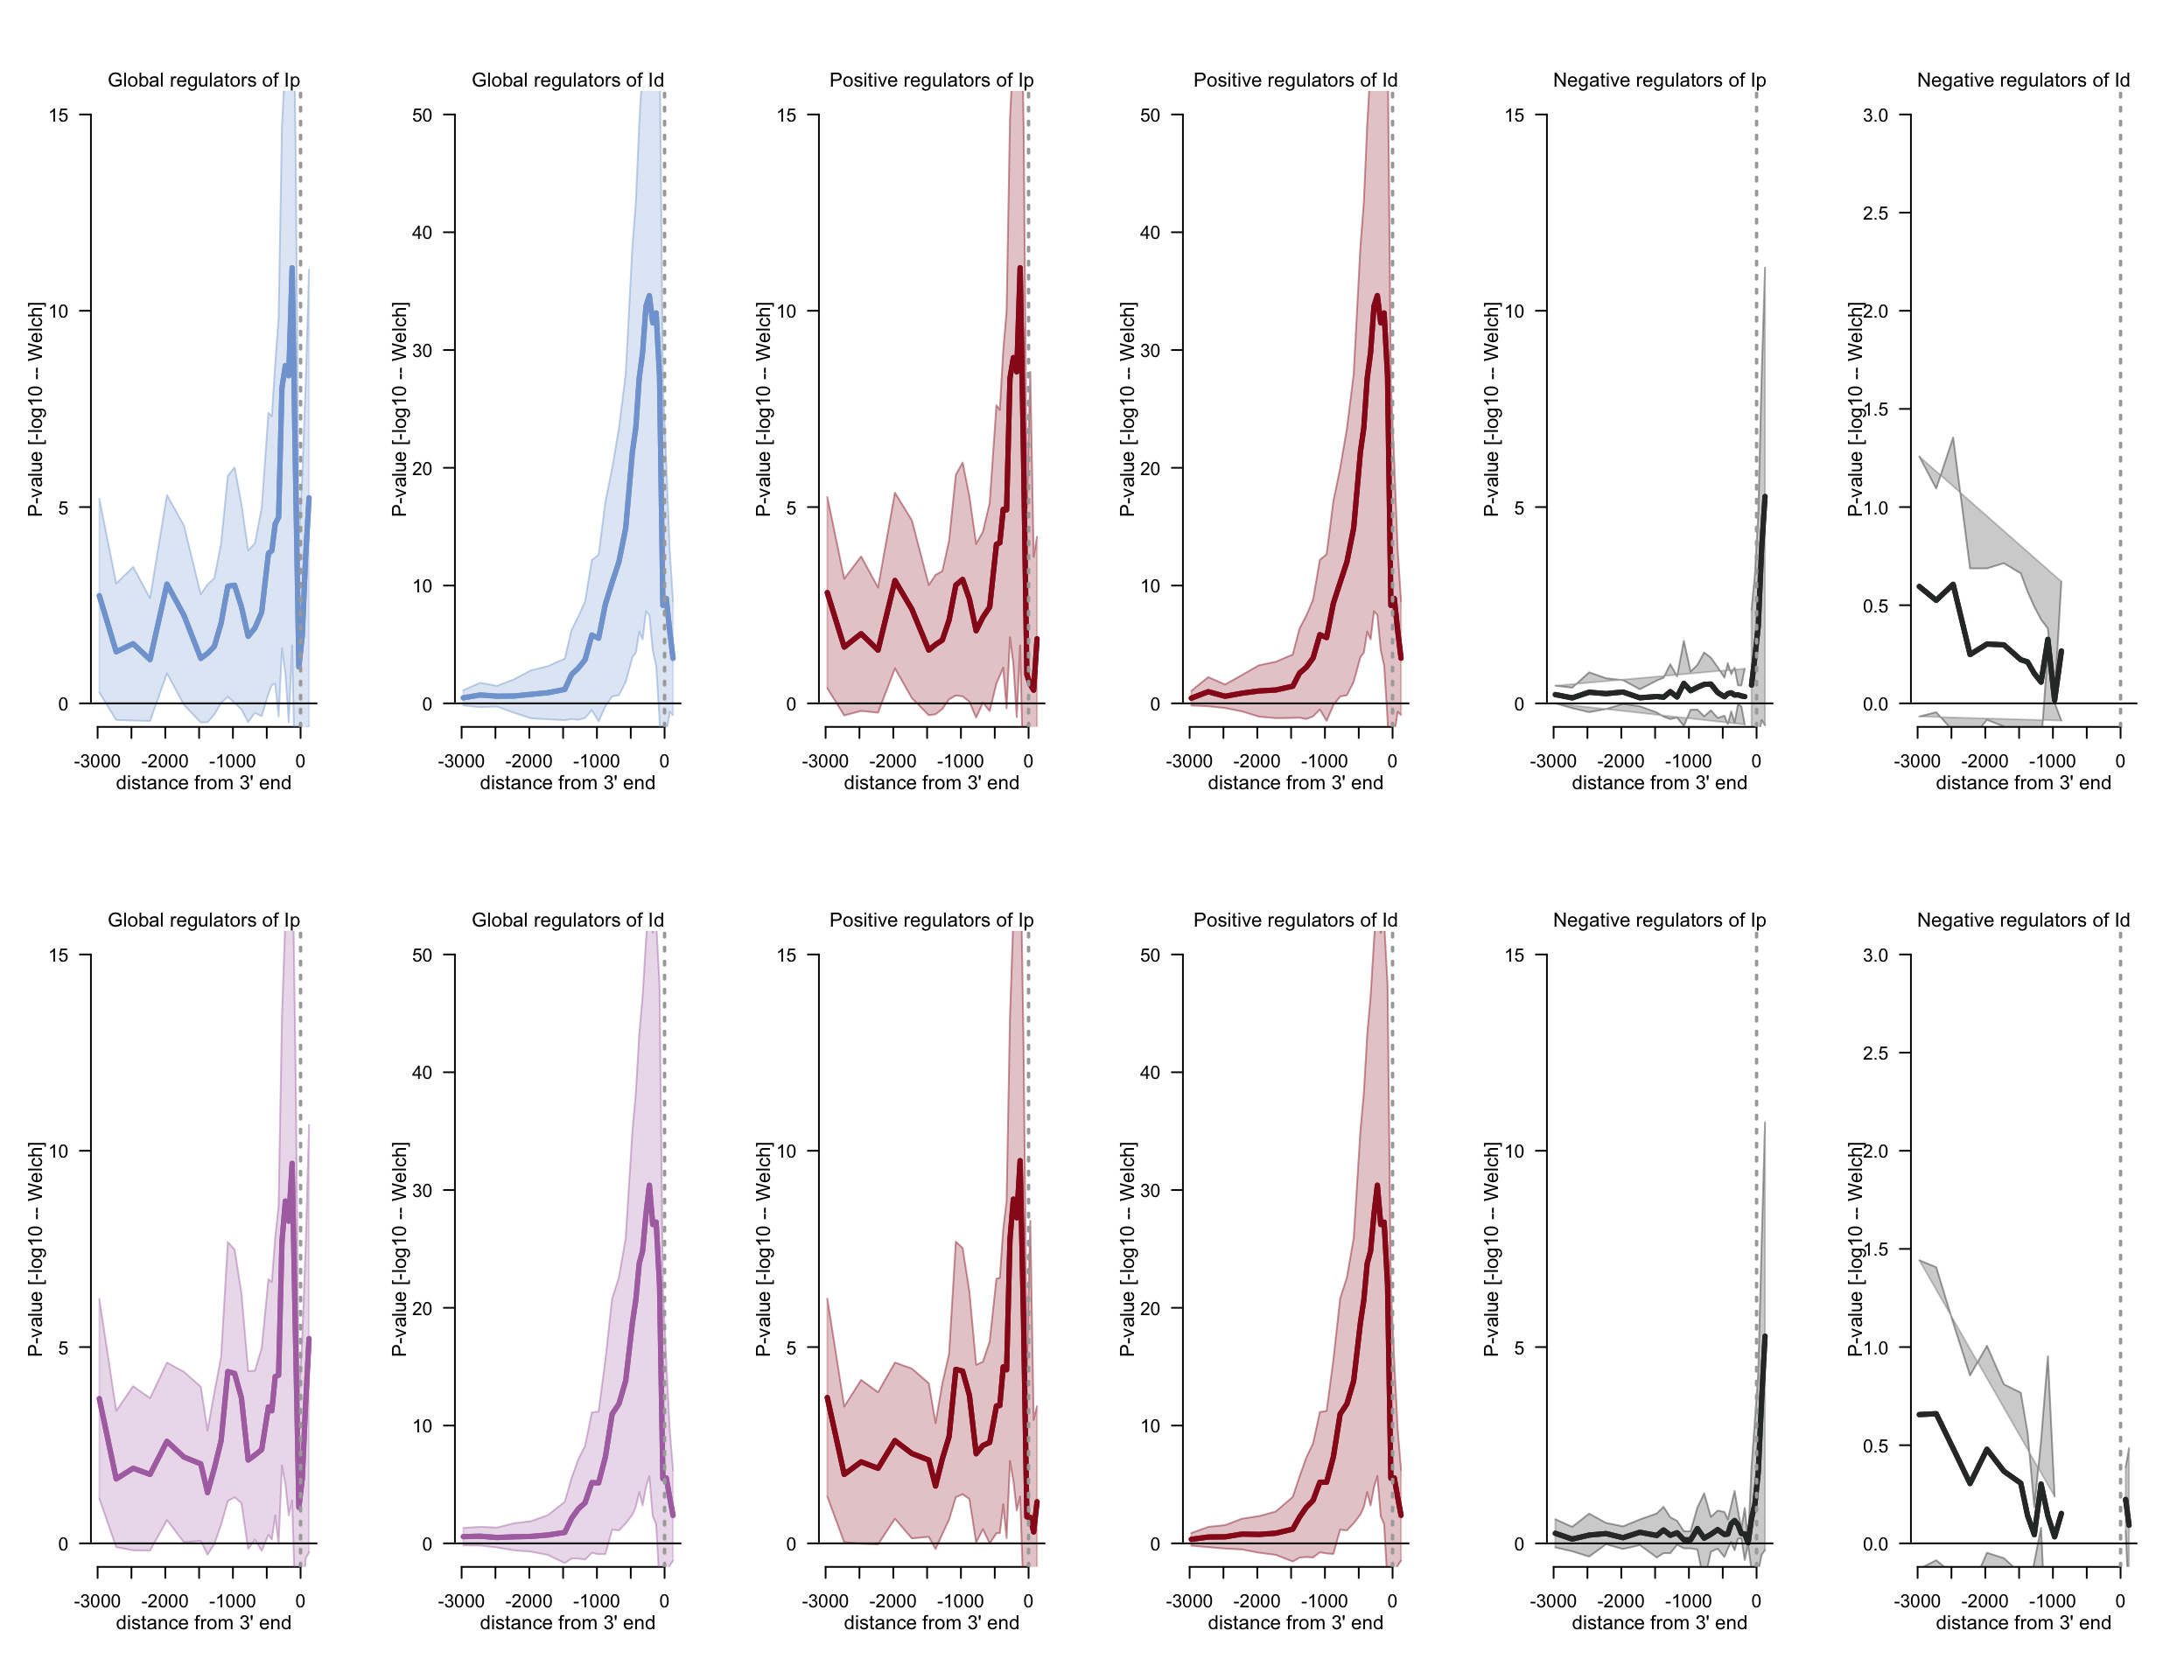 Global regulators of Ip
15
10
5
0
P-value [-log10 -- Welch]
-3000 -1000 0
distance from 3' end
Global regulators of Id
50
40
30
20
10
0
P-value [-log10 -- Welch]
-3000 -1000 0
distance from 3' end
Positive regulators of Ip
15
10
5
0
P-value [-log10 -- Welch]
-3000 -1000 0
distance from 3' end
Positive regulators of Id
50
40
30
20
10
0
P-value [-log10 -- Welch]
-3000 -1000 0
distance from 3' end
Negative regulators of Ip
15
10
5
0
P-value [-log10 -- Welch]
-3000 -2000 -1000 0
distance from 3' end
Negative regulators of Id
3.0
2.5
2.0
1.5
1.0
0.5
0.0
P-value [-log10 -- Welch]
-3000 -2000 -1000 0
distance from 3' end
Global regulators of Ip
15
10
5
0
P-value [-log10 -- Welch]
-3000 -1000 0
distance from 3' end
Global regulators of Id
50
40
30
20
10
0
P-value [-log10 -- Welch]
-3000 -1000 0
distance from 3' end
Positive regulators of Ip
15
10
5
0
P-value [-log10 -- Welch]
-3000 -1000 0
distance from 3' end
Positive regulators of Id
50
40
30
20
10
0
P-value [-log10 -- Welch]
-3000 -1000 0
distance from 3' end
Negative regulators of Ip
15
10
5
0
P-value [-log10 -- Welch]
-3000 -2000 -1000 0
distance from 3' end
Negative regulators of Id
3.0
2.5
2.0
1.5
1.0
0.5
0.0
P-value [-log10 -- Welch]
-3000 -2000 -1000 0
distance from 3' end